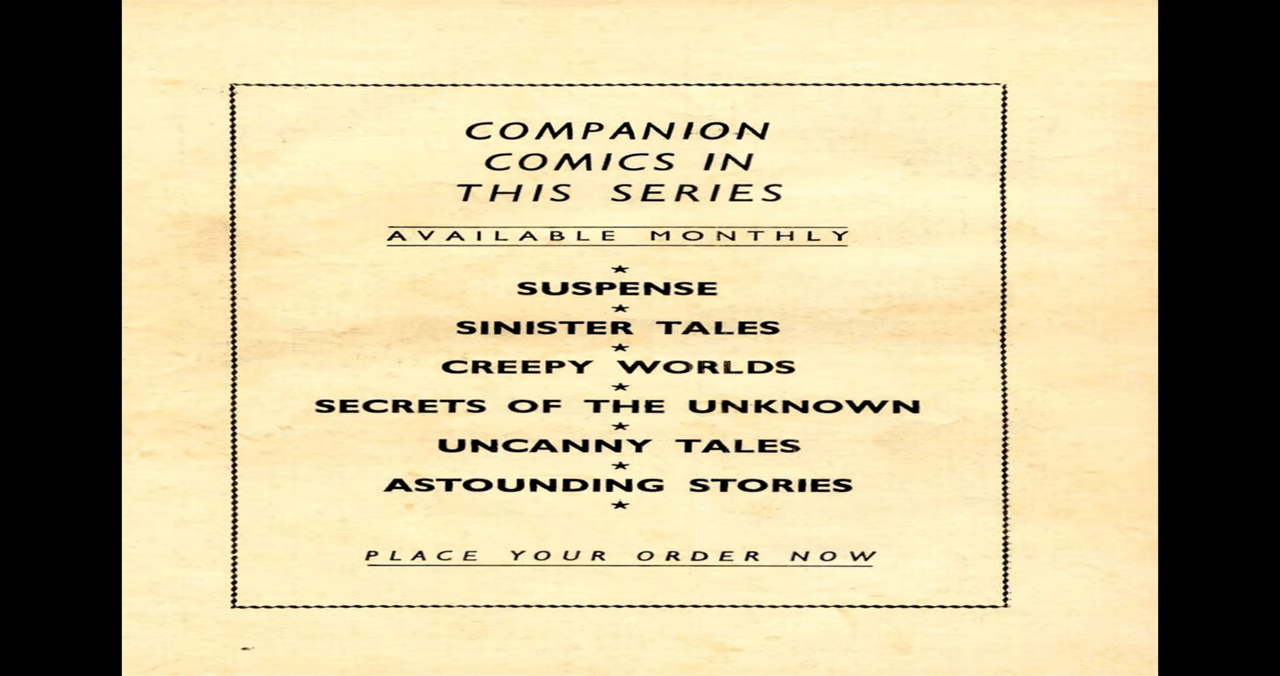 COMPANION
COMICS IN
THIS SERIES
AVAILABLE MONTHLY
★
SUSPENSE
★
SINISTER TALES
★
CREEPY WORLDS
★
SECRETS OF THE UNKNOWN
★
UNCANNY TALES
★
ASTOUNDING STORIES
★
PLACE YOUR ORDER NOW